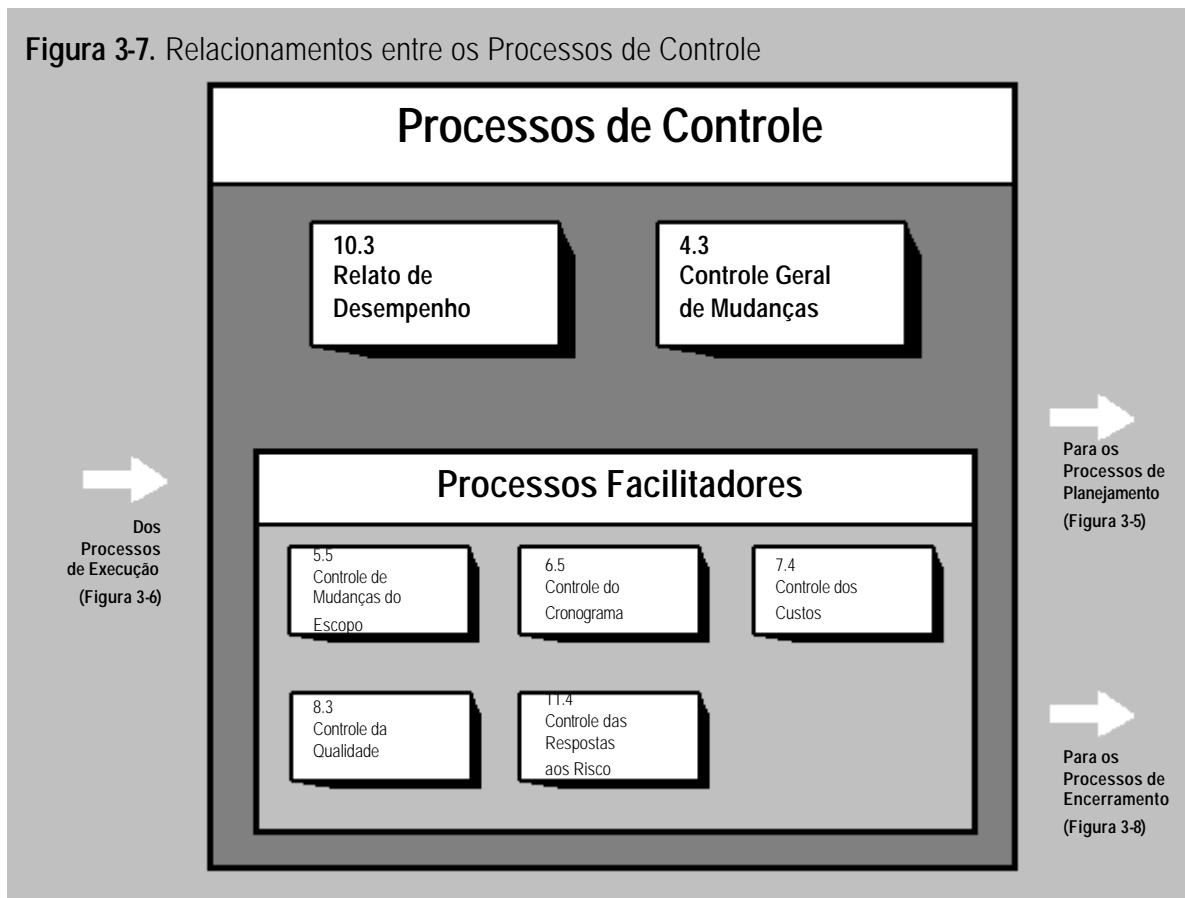 Figura 3-7. Relacionamentos entre os Processos de Controle
Processos de Controle
10.3
Relato de
Desempenho
4.3
Controle Geral
de Mudanças
Dos
Processos
de Execução
(Figura 3-6)
Processos Facilitadores
5.5
Controle de
Mudanças do
Escopo
6.5
Controle do
Cronograma
7.4
Controle dos
Custos
8.3
Controle da
Qualidade
11.4
Controle das
Respostas
aos Risco
Para os
Processos de
Planejamento
(Figura 3-5)
Para os
Processos de
Encerramento
(Figura 3-8)